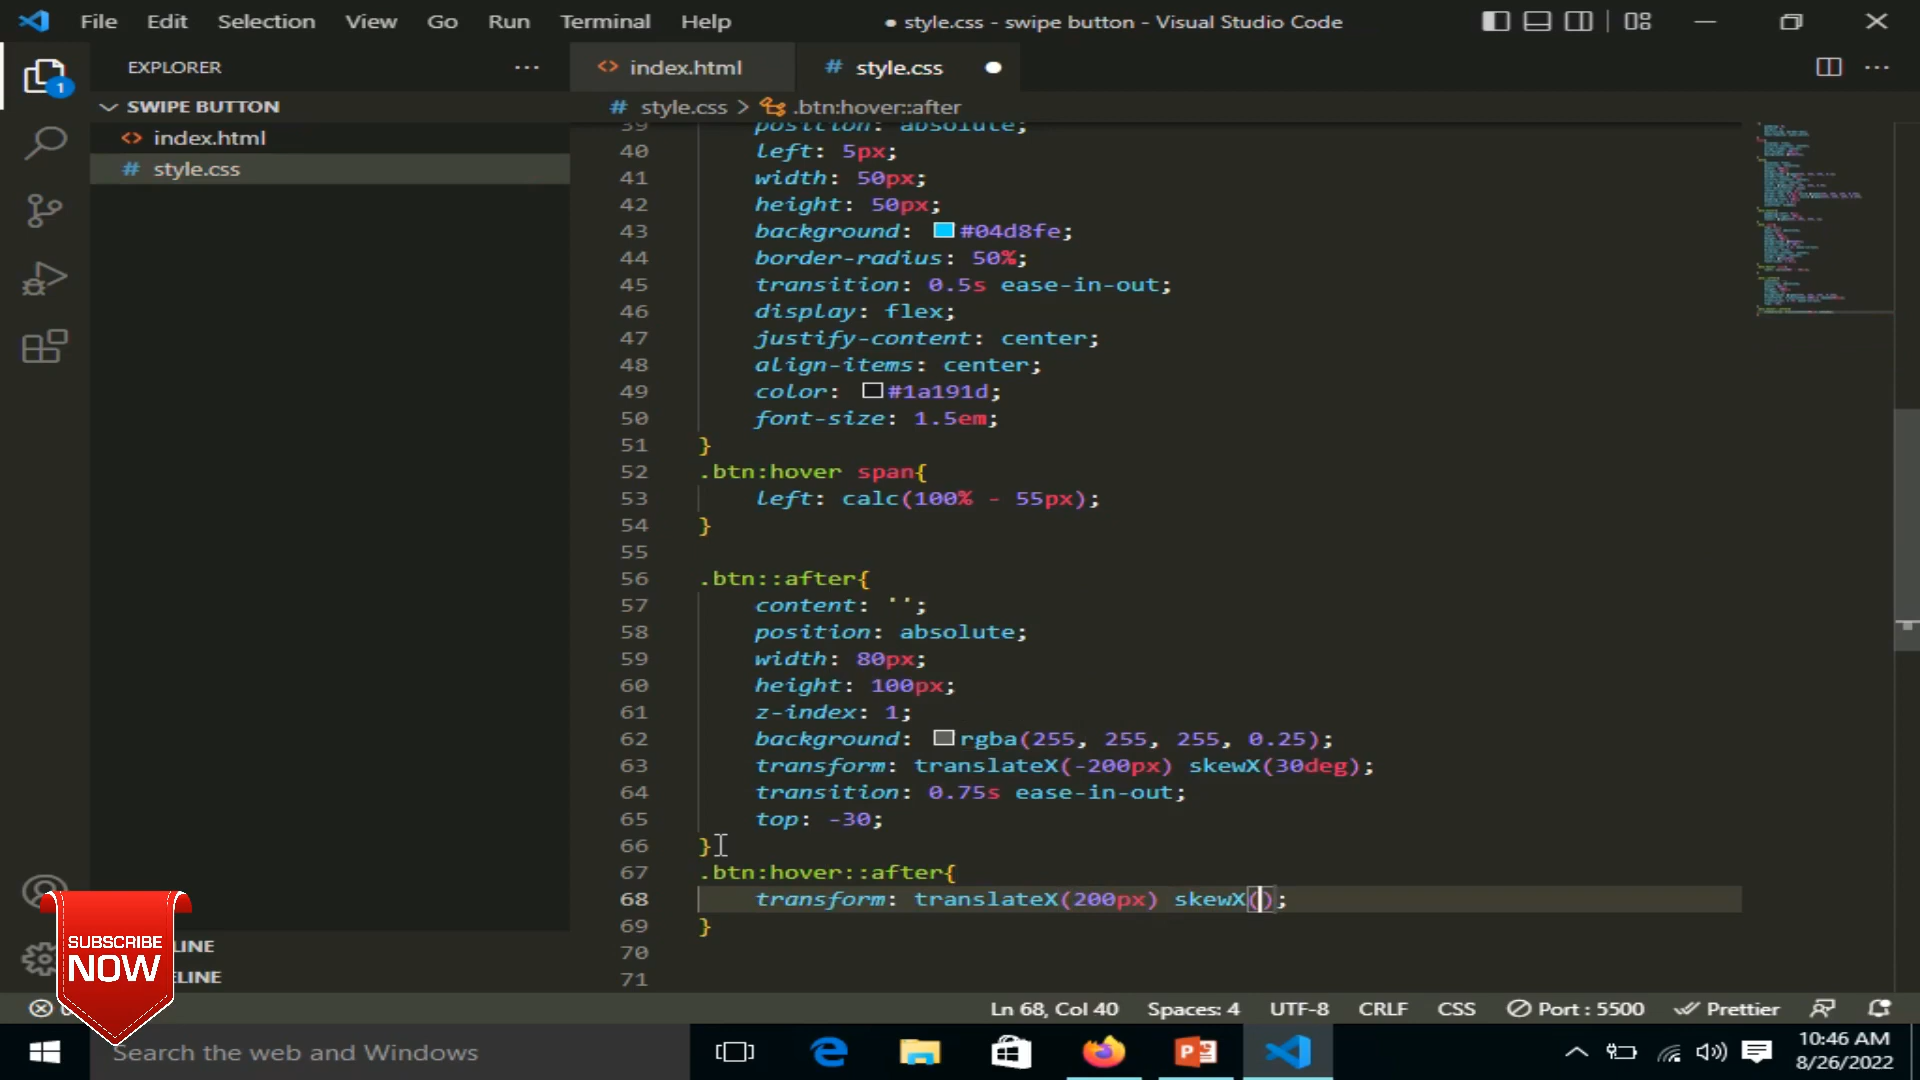 File Edit Selection View Go Run Terminal Help
● style.css - swipe button - Visual Studio Code
EXPLORER
index.html
# style.css ●
1
SWIPE BUTTON
# style.css > .btn:hover::after
<> index.html
# style.css
39 position: absolute;
40 left: 5px;
41 width: 50px;
42 height: 50px;
43 background: #04d8fe;
44 border-radius: 50%;
45 transition: 0.5s ease-in-out;
46 display: flex;
47 justify-content: center;
48 align-items: center;
49 color: #1a191d;
50 font-size: 1.5em;
51 }
52 .btn:hover span{
53 left: calc(100% - 55px);
54 }
55
56 .btn::after{
57 content: '';
58 position: absolute;
59 width: 80px;
60 height: 100px;
61 z-index: 1;
62 background: rgba(255, 255, 255, 0.25);
63 transform: translateX(-200px) skewX(30deg);
64 transition: 0.75s ease-in-out;
65 top: -30;
66 }
67 .btn:hover::after{
68 transform: translateX(200px) skewX();
69 }
70
71
SUBSCRIBE
NOW
LINE
ELINE
Ln 68, Col 40 Spaces: 4 UTF-8 CRLF CSS Port : 5500 Prettier
Search the web and Windows
10:46 AM
8/26/2022